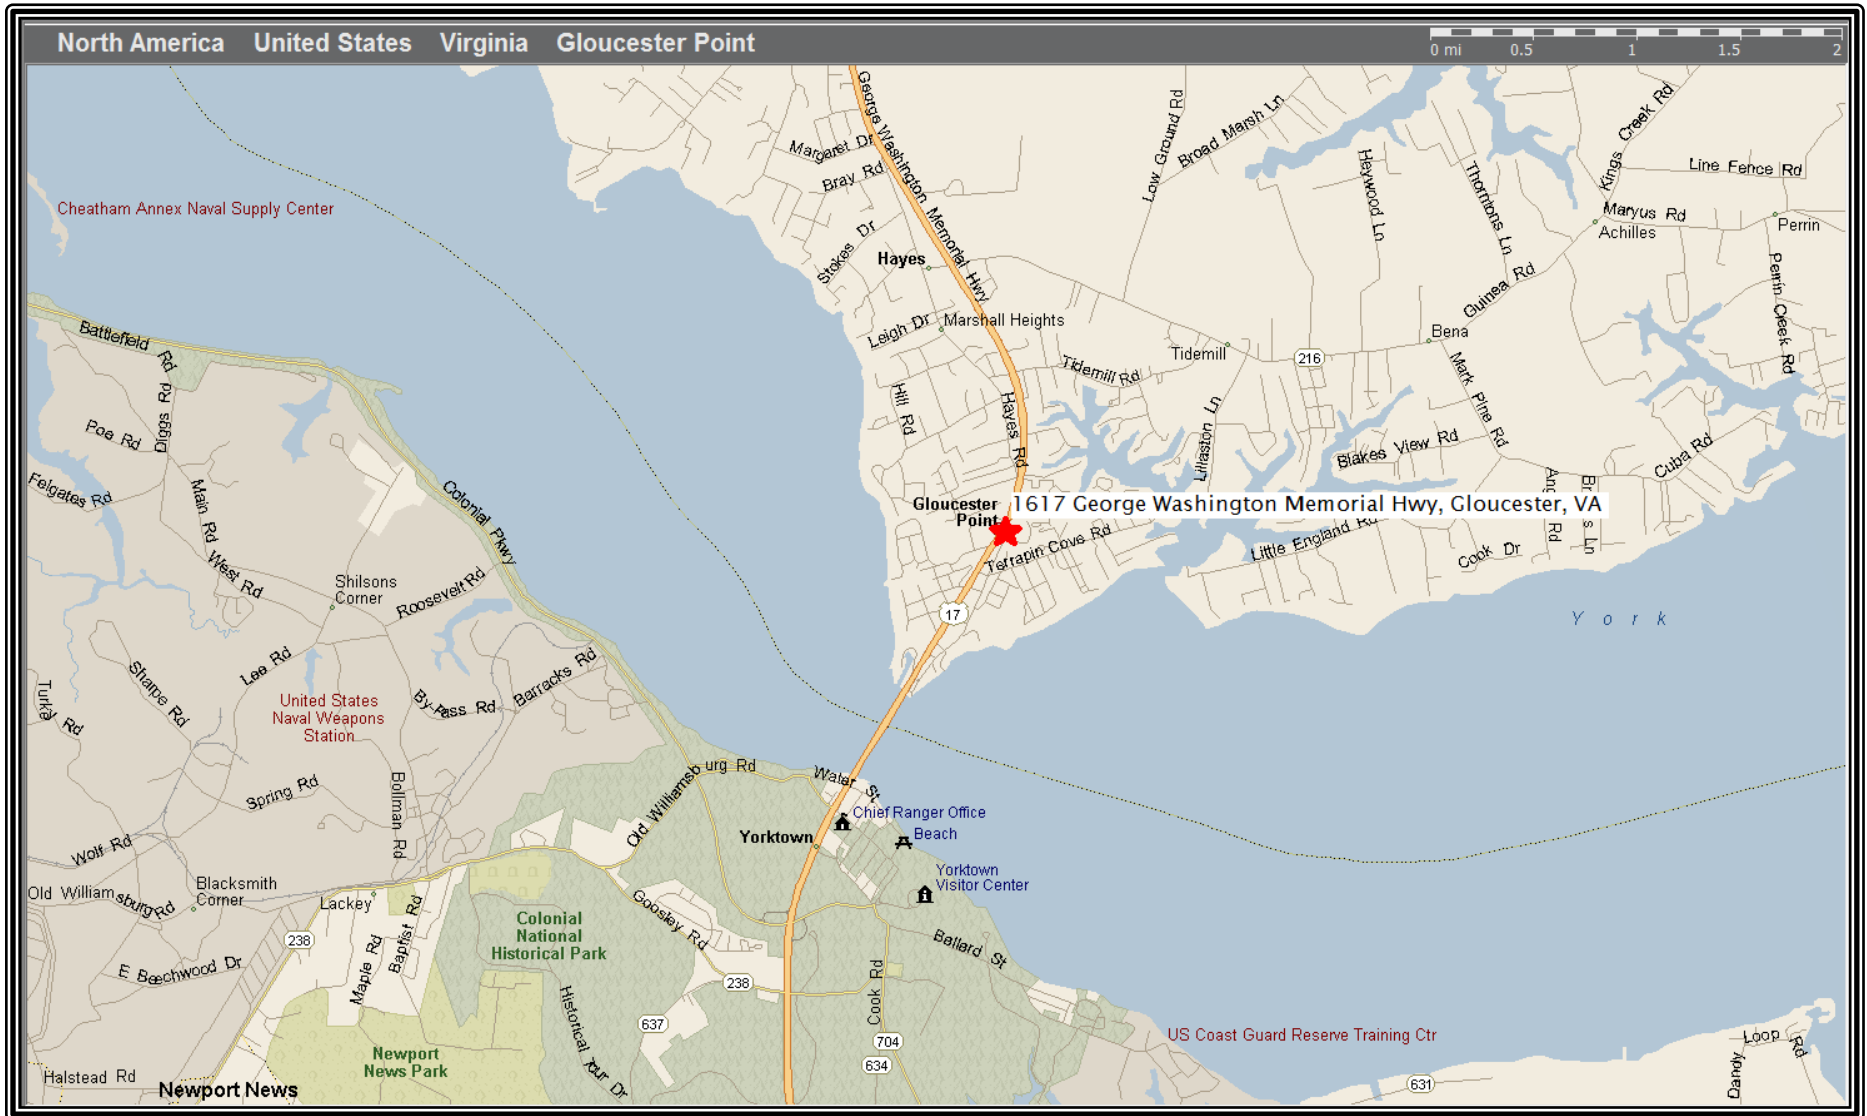 North America United States Virginia Gloucester Point
0 mi 0.5 1 1.5 2
George Washington Memorial Hwy
Margaret Dr
Bray Rd
Low Ground Rd
Broad Marsh Ln
Heywood Ln
Thorntons Ln
Kings Creek Rd
Line Fence Rd
Maryus Rd
Achilles
Perrin
Perrin Creek Rd
Cheatham Annex Naval Supply Center
Stokes Dr
Hayes
Guinea Rd
Leigh Dr
Marshall Heights
Tidemill
216
Bena
Battlefield Rd
Tidemill Rd
Mark Pine Rd
Diggs Rd
Poe Rd
Hill Rd
Hayes Rd
Lillaston Ln
Blakes View Rd
Cuba Rd
Felgates Rd
Main Rd
Colonial Pkwy
Gloucester
Point
1617 George Washington Memorial Hwy, Gloucester, VA
Terrapin Cove Rd
Little England Rd
Cook Dr
Rd
Ln
West Rd
Shilsons
Corner
Roosevelt Rd
17
York
Lee Rd
Sharpe Rd
Rd
United States
Naval Weapons
Station
By-Pass Rd
Barracks Rd
Spring Rd
Bollman Rd
Old Williamsburg Rd
Water St
Chief Ranger Office
Beach
Yorktown
Yorktown
Visitor Center
Wolf Rd
Old Williamsburg Rd
Blacksmith
Corner
Lackey
238
Maple Rd
Baptist Rd
E Beechwood Dr
Colonial
National
Historical Park
Goosley Rd
238
Ballard St
Cook Rd
Historical Tour Dr
637
704
634
US Coast Guard Reserve Training Ctr
Newport
News Park
Halstead Rd
Newport News
631
Dandy
Loop Rd